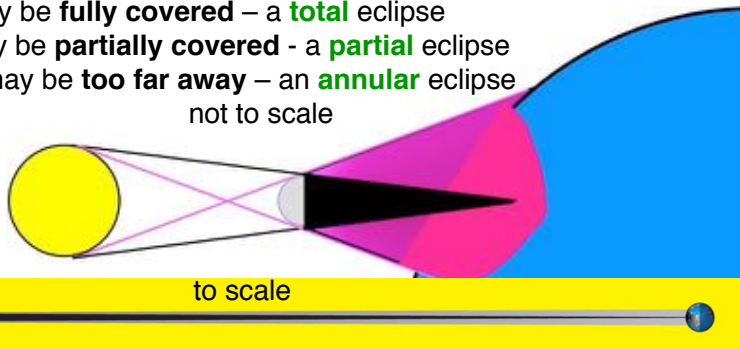 y be fully covered – a total eclipse
y be partially covered - a partial eclipse
nay be too far away – an annular eclipse
not to scale
to scale